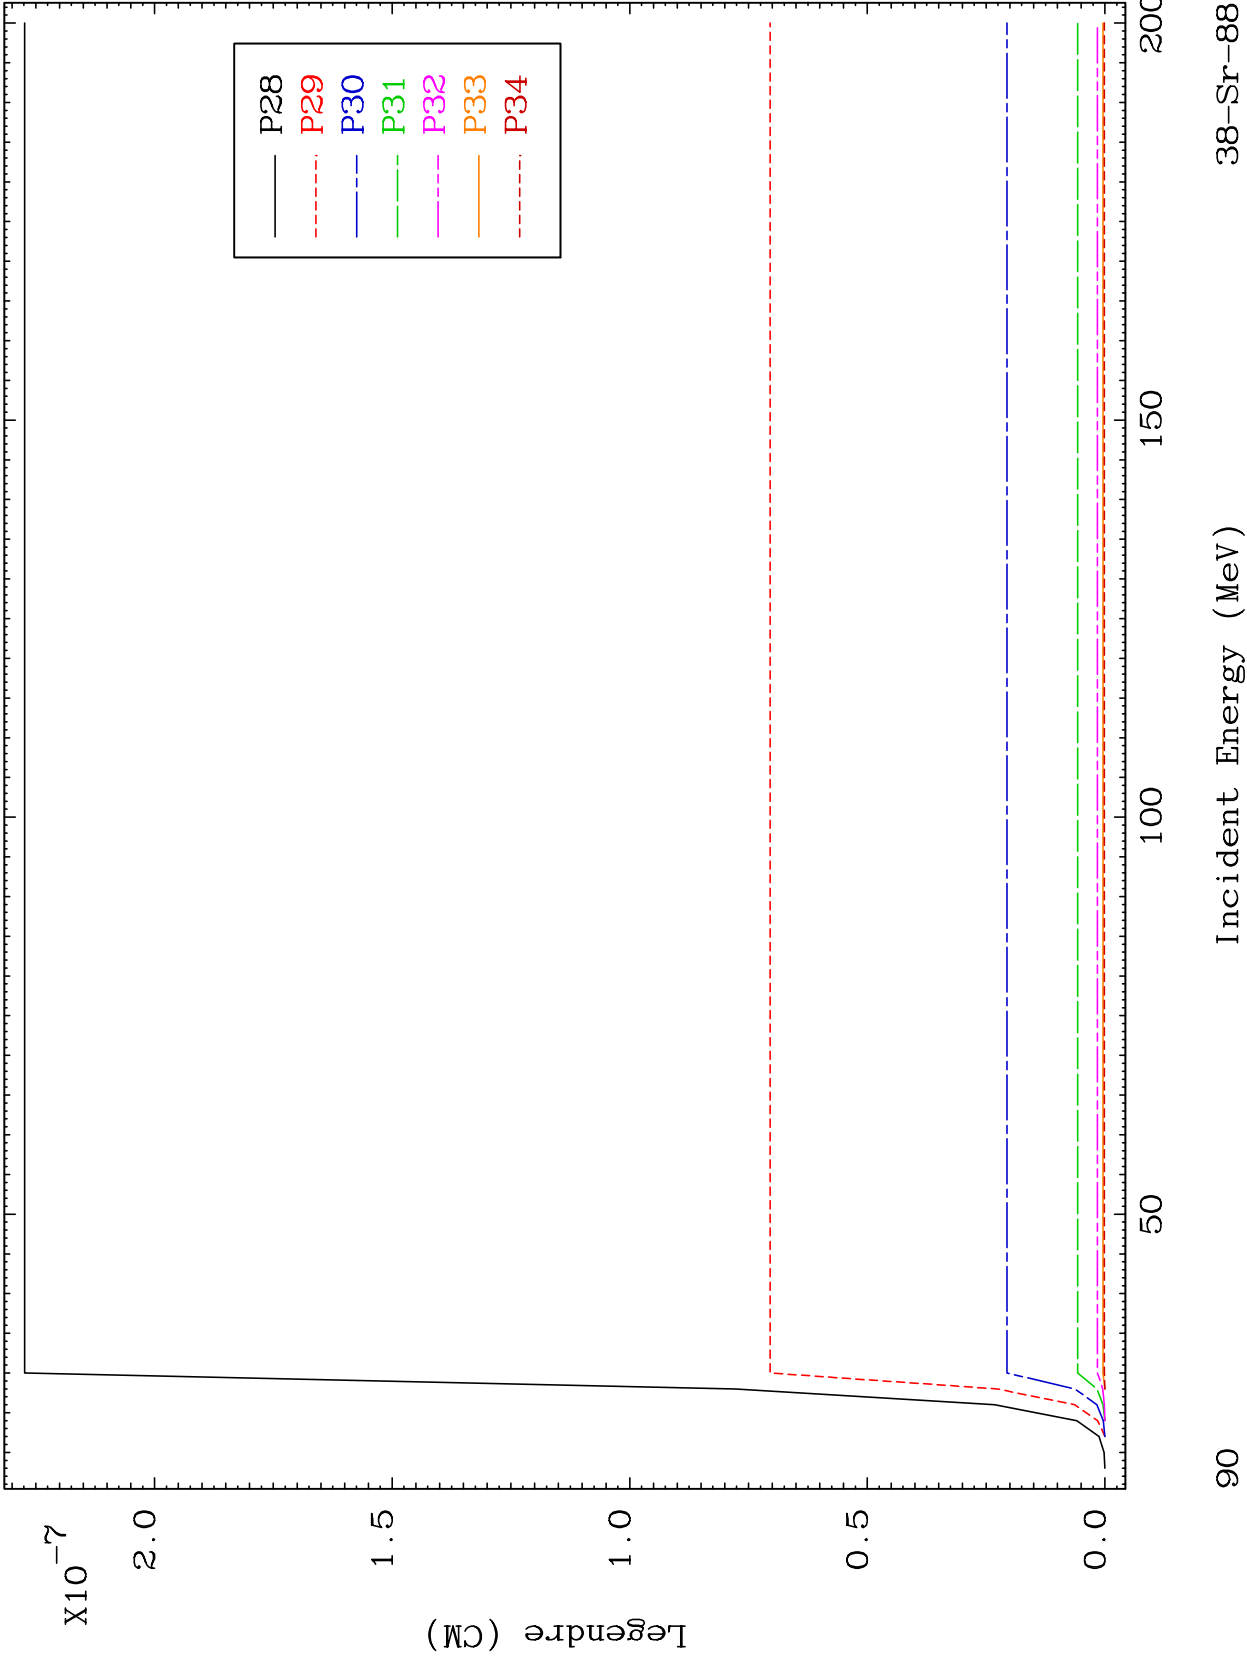 X10-7
2.0
1.5
1.0
0.5
0.0
Legendre (CM)
P28
P29
P30
P31
P32
P33
P34
50
100
150
200
90
Incident Energy (MeV)
38-Sr-88